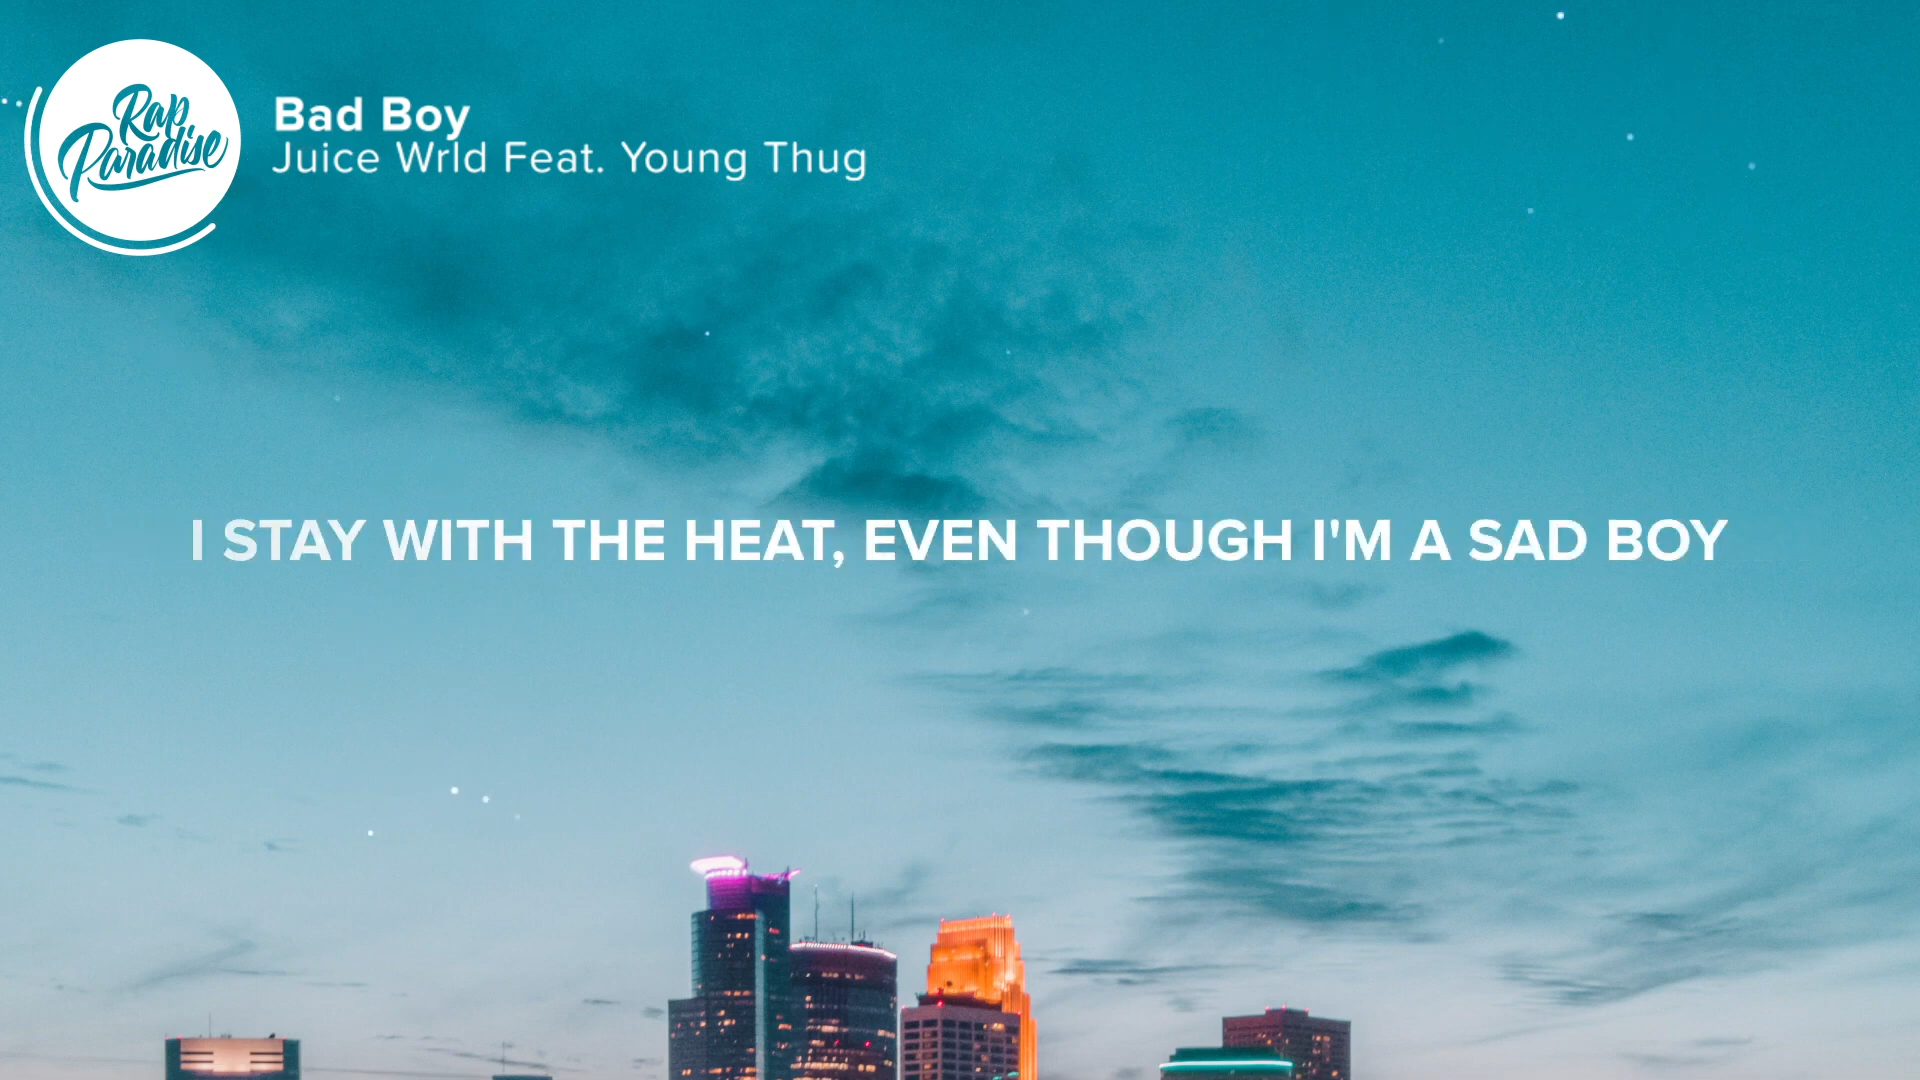 Rap
Paradise
Bad Boy
Juice Wrld Feat. Young Thug
I STAY WITH THE HEAT, EVEN THOUGH I'M A SAD BOY